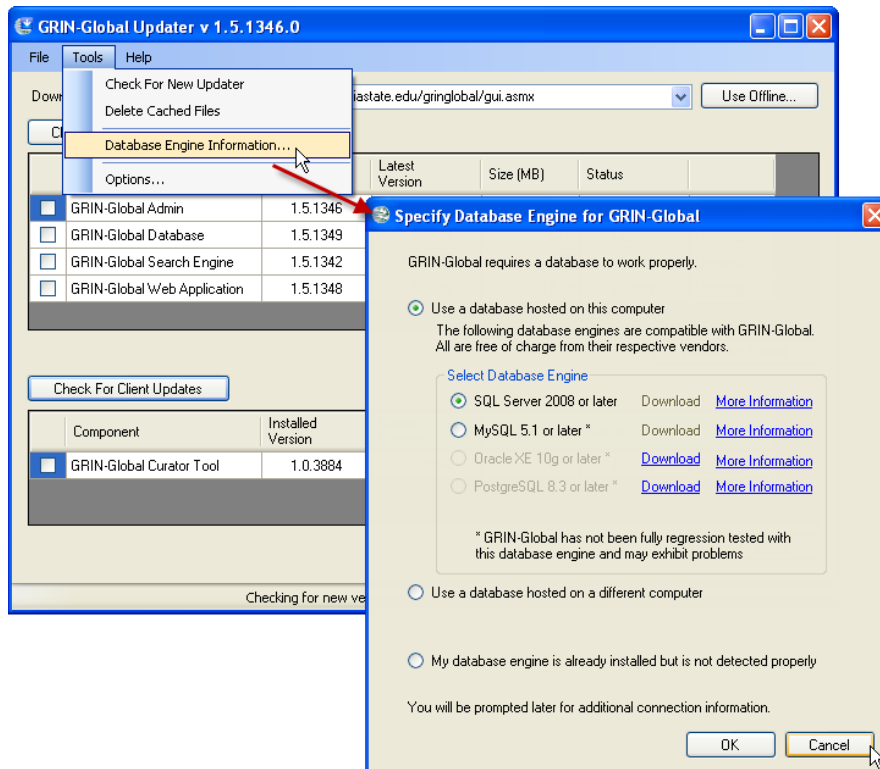 GRIN-Global Updater v 1.5.1346.0
File Tools Help
Check For New Updater
Delete Cached Files
Database Engine Information...
Options...
Dow
iastate.edu/gringlobal/gui.asmx
Use Offline...
Latest Version
Size (MB)
Status
GRIN-Global Admin 1.5.1346
GRIN-Global Database 1.5.1349
GRIN-Global Search Engine 1.5.1342
GRIN-Global Web Application 1.5.1348
Check For Client Updates
Component
Installed Version
GRIN-Global Curator Tool 1.0.3884
Checking for new ve
Specify Database Engine for GRIN-Global
GRIN-Global requires a database to work properly.
Use a database hosted on this computer
The following database engines are compatible with GRIN-Global.
All are free of charge from their respective vendors.
Select Database Engine
SQL Server 2008 or later Download More Information
MySQL 5.1 or later * Download More Information
Oracle XE 10g or later * Download More Information
PostgreSQL 8.3 or later * Download More Information
* GRIN-Global has not been fully regression tested with
this database engine and may exhibit problems
Use a database hosted on a different computer
My database engine is already installed but is not detected properly
You will be prompted later for additional connection information.
OK Cancel